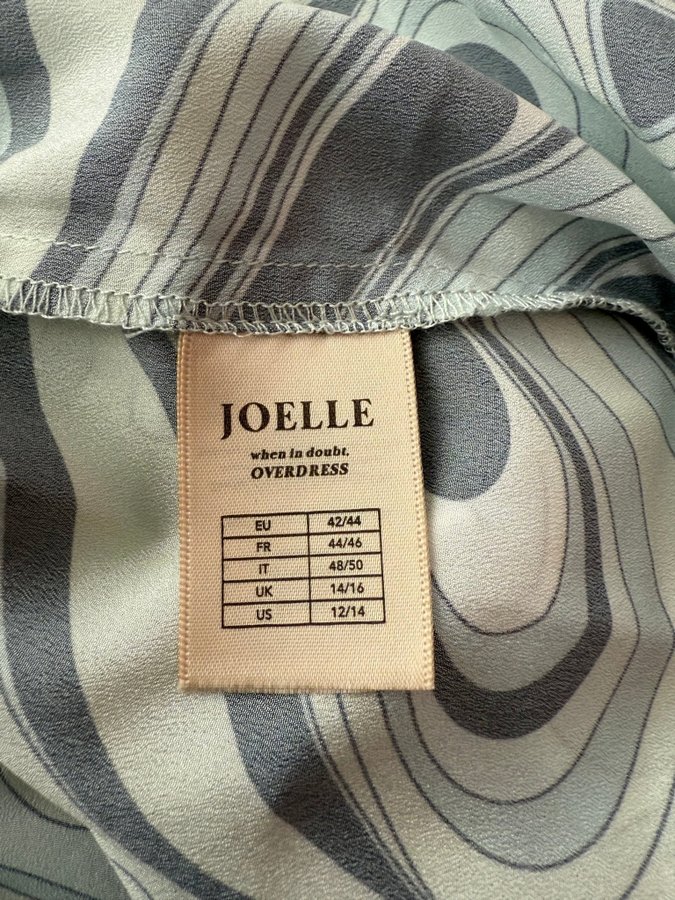 JOELLE
when in doubt,
OVERDRESS
EU 42/44
FR 44/46
IT 48/50
UK 14/16
US 12/14